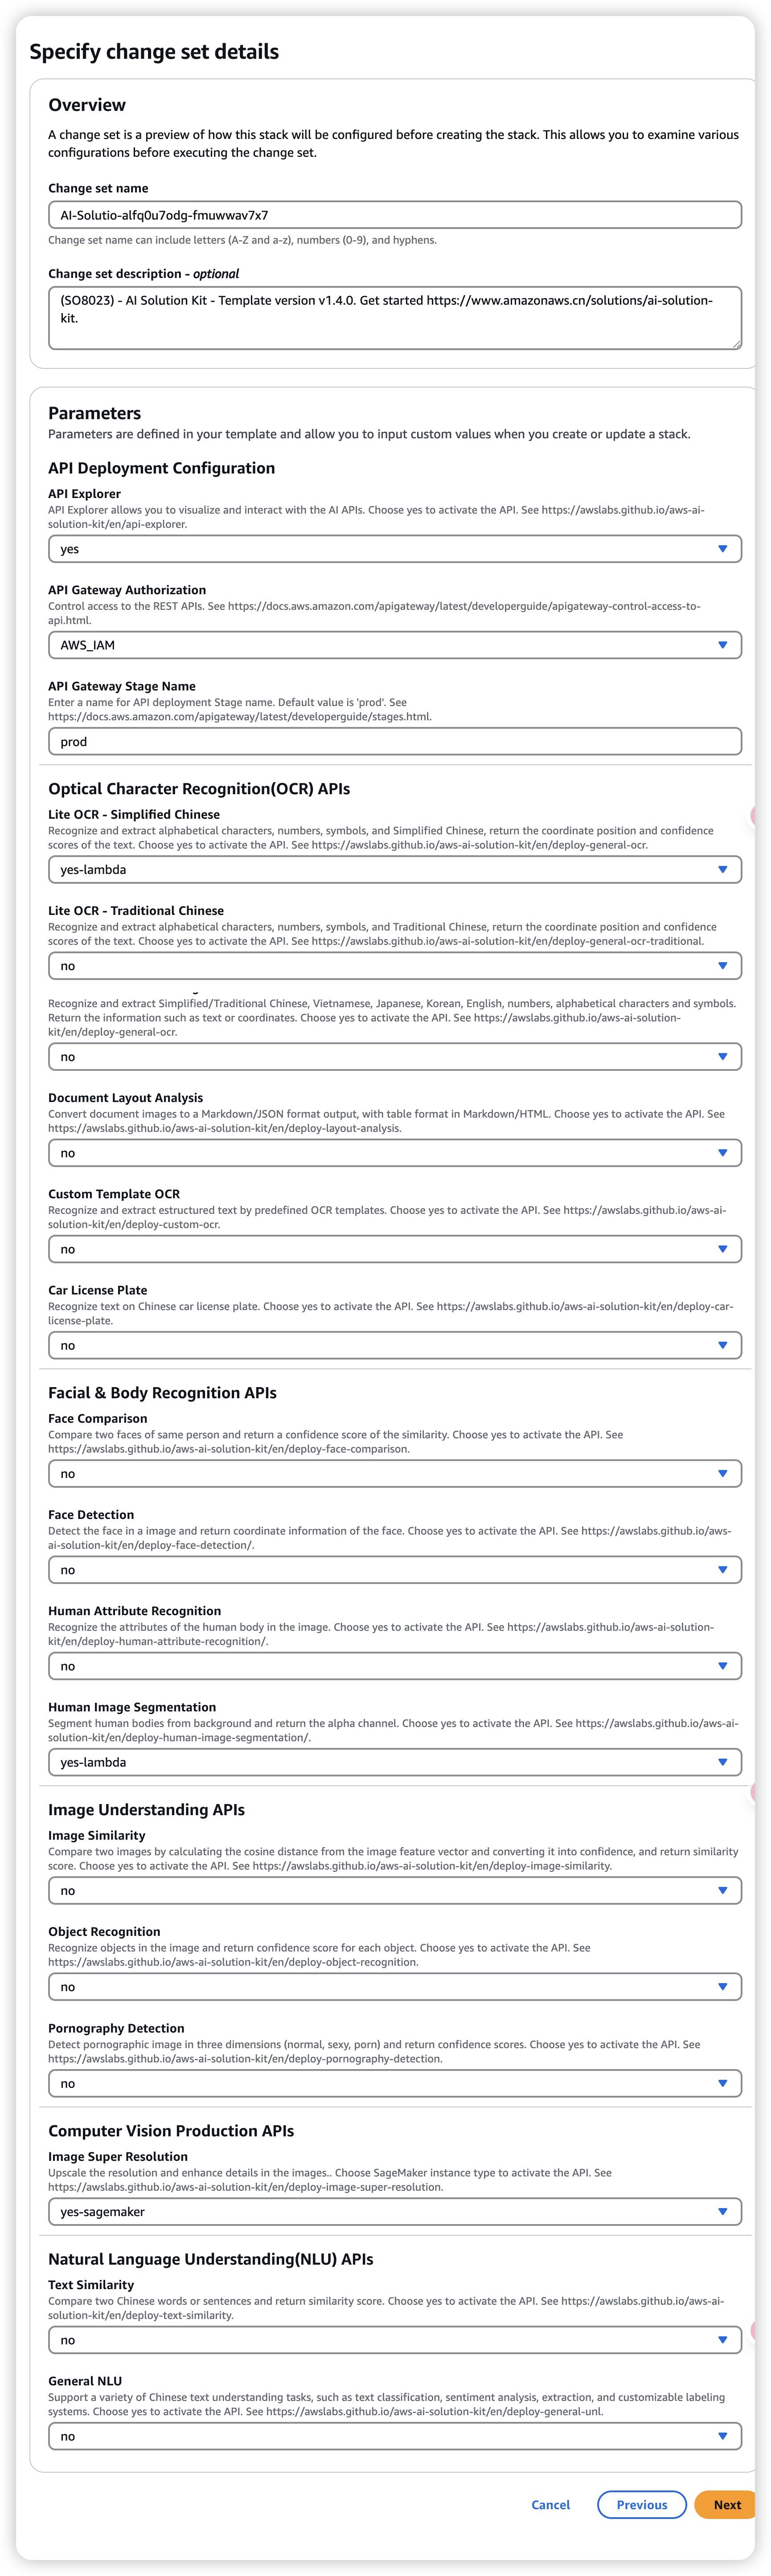 Specify change set details
Overview
A change set is a preview of how this stack will be configured before creating the stack. This allows you to examine various
configurations before executing the change set.
Change set name
AI-Solutio-alfq0u7odg-fmuwwav7x7
Change set name can include letters (A-Z and a-z), numbers (0-9), and hyphens.
Change set description - optional
(SO8023) - AI Solution Kit - Template version v1.4.0. Get started https://www.amazonaws.cn/solutions/ai-solution-
kit.
Parameters
Parameters are defined in your template and allow you to input custom values when you create or update a stack.
API Deployment Configuration
API Explorer
API Explorer allows you to visualize and interact with the AI APIs. Choose yes to activate the API. See https://awslabs.github.io/aws-ai-
solution-kit/en/api-explorer.
yes
API Gateway Authorization
Control access to the REST APIs. See https://docs.aws.amazon.com/apigateway/latest/developerguide/apigateway-control-access-to-
api.html.
AWS_IAM
API Gateway Stage Name
Enter a name for API deployment Stage name. Default value is 'prod'. See
https://docs.aws.amazon.com/apigateway/latest/developerguide/stages.html.
prod
Optical Character Recognition(OCR) APIs
Lite OCR - Simplified Chinese
Recognize and extract alphabetical characters, numbers, symbols, and Simplified Chinese, return the coordinate position and confidence
scores of the text. Choose yes to activate the API. See https://awslabs.github.io/aws-ai-solution-kit/en/deploy-general-ocr.
yes-lambda
Lite OCR - Traditional Chinese
Recognize and extract alphabetical characters, numbers, symbols, and Traditional Chinese, return the coordinate position and confidence
scores of the text. Choose yes to activate the API. See https://awslabs.github.io/aws-ai-solution-kit/en/deploy-general-ocr-traditional.
no
Recognize and extract Simplified/Traditional Chinese, Vietnamese, Japanese, Korean, English, numbers, alphabetical characters and symbols.
Return the information such as text or coordinates. Choose yes to activate the API. See https://awslabs.github.io/aws-ai-solution-
kit/en/deploy-general-ocr.
no
Document Layout Analysis
Convert document images to a Markdown/JSON format output, with table format in Markdown/HTML. Choose yes to activate the API. See
https://awslabs.github.io/aws-ai-solution-kit/en/deploy-layout-analysis.
no
Custom Template OCR
Recognize and extract estructured text by predefined OCR templates. Choose yes to activate the API. See https://awslabs.github.io/aws-ai-
solution-kit/en/deploy-custom-ocr.
no
Car License Plate
Recognize text on Chinese car license plate. Choose yes to activate the API. See https://awslabs.github.io/aws-ai-solution-kit/en/deploy-car-
license-plate.
no
Facial & Body Recognition APIs
Face Comparison
Compare two faces of same person and return a confidence score of the similarity. Choose yes to activate the API. See
https://awslabs.github.io/aws-ai-solution-kit/en/deploy-face-comparison.
no
Face Detection
Detect the face in a image and return coordinate information of the face. Choose yes to activate the API. See https://awslabs.github.io/aws-
ai-solution-kit/en/deploy-face-detection/.
no
Human Attribute Recognition
Recognize the attributes of the human body in the image. Choose yes to activate the API. See https://awslabs.github.io/aws-ai-solution-
kit/en/deploy-human-attribute-recognition/.
no
Human Image Segmentation
Segment human bodies from background and return the alpha channel. Choose yes to activate the API. See https://awslabs.github.io/aws-ai-
solution-kit/en/deploy-human-image-segmentation/.
yes-lambda
Image Understanding APIs
Image Similarity
Compare two images by calculating the cosine distance from the image feature vector and converting it into confidence, and return similarity
score. Choose yes to activate the API. See https://awslabs.github.io/aws-ai-solution-kit/en/deploy-image-similarity.
no
Object Recognition
Recognize objects in the image and return confidence score for each object. Choose yes to activate the API. See
https://awslabs.github.io/aws-ai-solution-kit/en/deploy-object-recognition.
no
Pornography Detection
Detect pornographic image in three dimensions (normal, sexy, porn) and return confidence scores. Choose yes to activate the API. See
https://awslabs.github.io/aws-ai-solution-kit/en/deploy-pornography-detection.
no
Computer Vision Production APIs
Image Super Resolution
Upscale the resolution and enhance details in the images.. Choose SageMaker instance type to activate the API. See
https://awslabs.github.io/aws-ai-solution-kit/en/deploy-image-super-resolution.
yes-sagemaker
Natural Language Understanding(NLU) APIs
Text Similarity
Compare two Chinese words or sentences and return similarity score. Choose yes to activate the API. See https://awslabs.github.io/aws-ai-
solution-kit/en/deploy-text-similarity.
no
General NLU
Support a variety of Chinese text understanding tasks, such as text classification, sentiment analysis, extraction, and customizable labeling
systems. Choose yes to activate the API. See https://awslabs.github.io/aws-ai-solution-kit/en/deploy-general-unl.
no
Cancel
Previous
Next